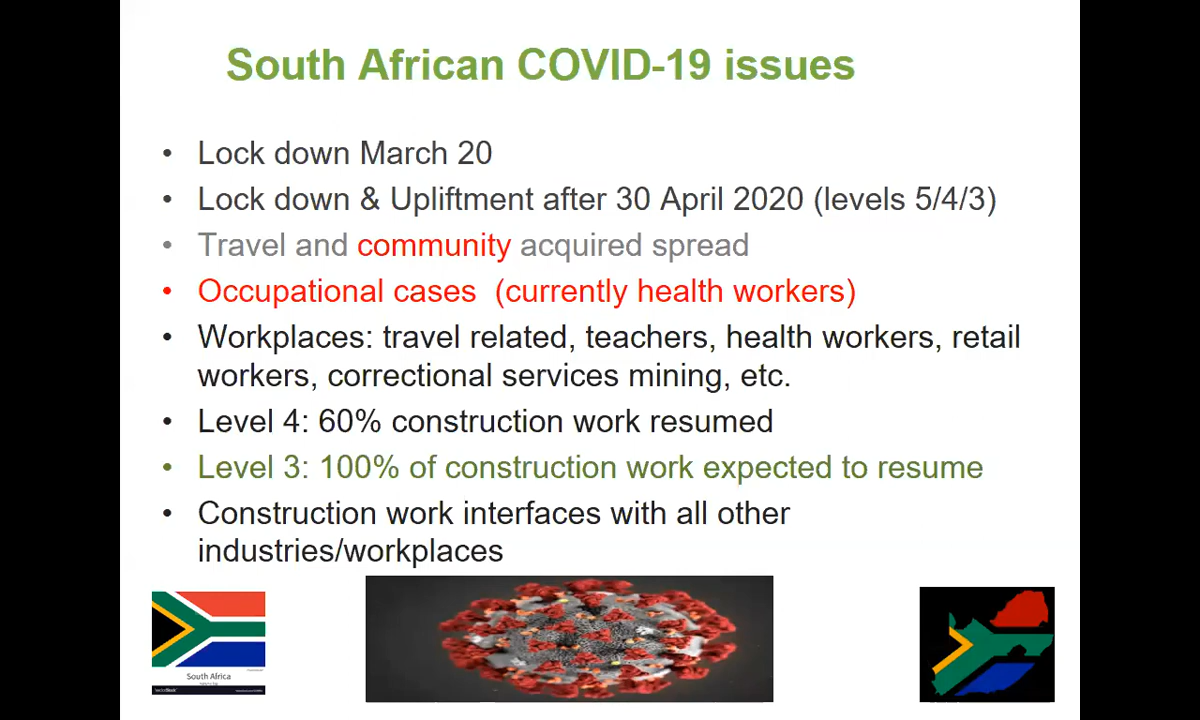 South African COVID-19 issues
• Lock down March 20
• Lock down & Upliftment after 30 April 2020 (levels 5/4/3)
• Travel and community acquired spread
• Occupational cases (currently health workers)
• Workplaces: travel related, teachers, health workers, retail
workers, correctional services mining, etc.
• Level 4: 60% construction work resumed
• Level 3: 100% of construction work expected to resume
• Construction work interfaces with all other
industries/workplaces
South Africa